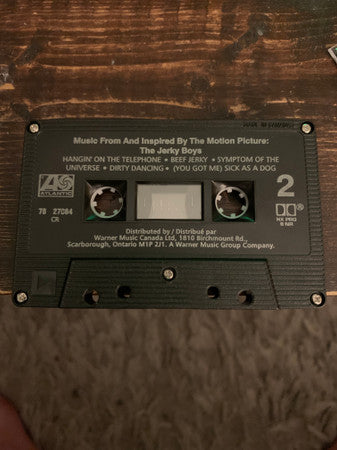 Music From And Inspired By The Motion Picture:
The Jerky Boys
HANGIN' ON THE TELEPHONE • BEEF JERKY • SYMPTOM OF THE
UNIVERSE • DIRTY DANCING • (YOU GOT ME) SICK AS A DOG
ATLANTIC
2
78 27084
CR
HX PRO
B NR
Distributed by / Distribué par
Warner Music Canada Ltd, 1810 Birchmount Rd.,
Scarborough, Ontario M1P 2J1. A Warner Music Group Company.